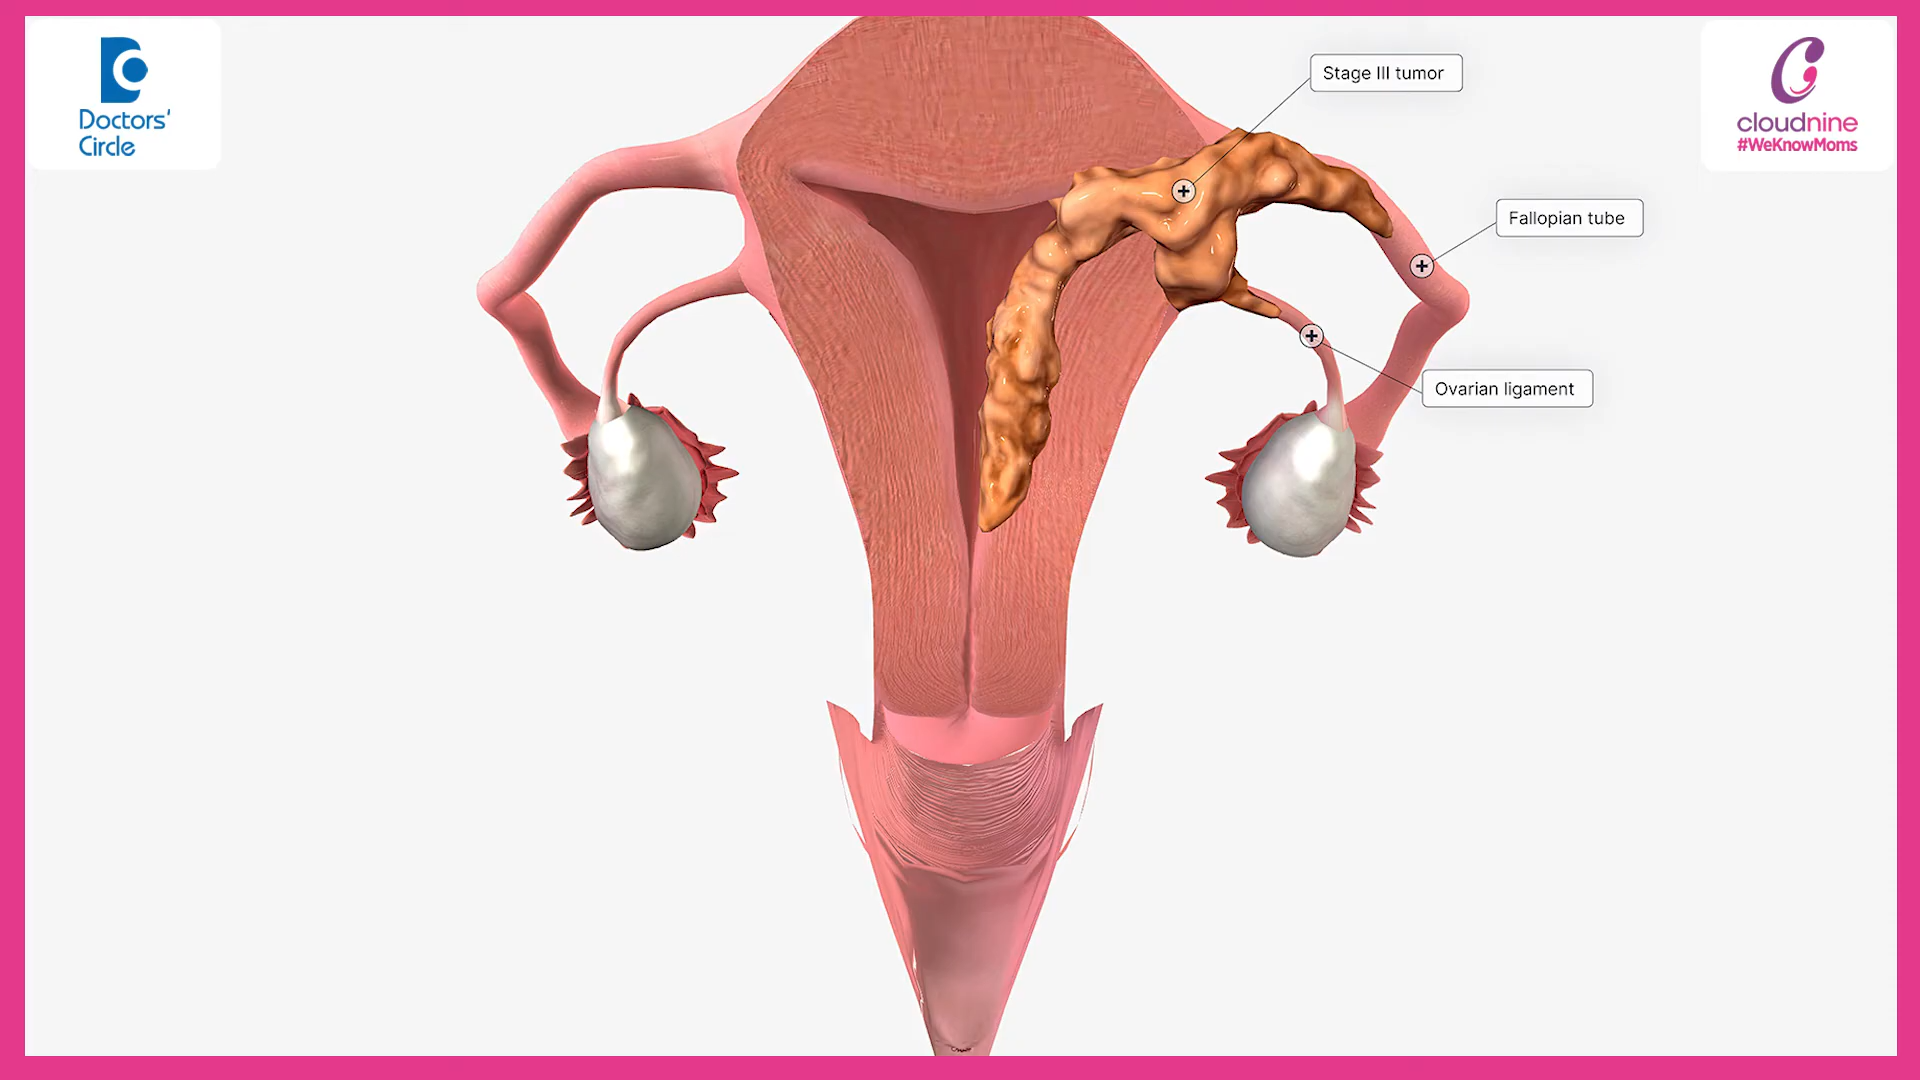 Doctors'
Circle
Stage III tumor
cloudnine
#WeKnowMoms
Fallopian tube
Ovarian ligament